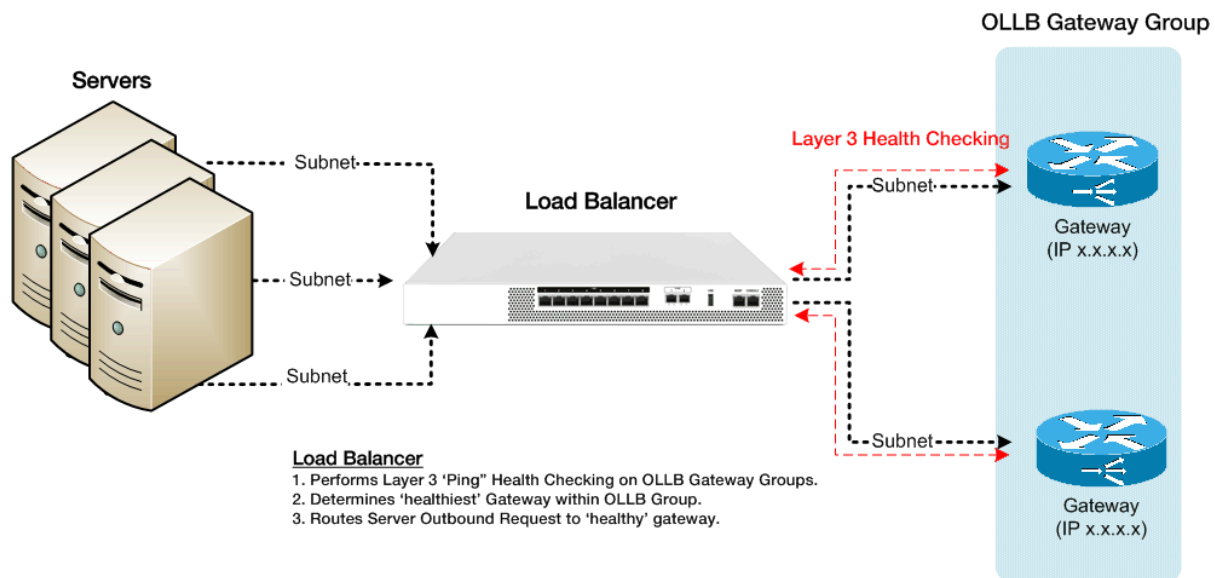 OLLB Gateway Group
Servers
Layer 3 Health Checking
Subnet
Subnet
Load Balancer
Gateway
(IP x.x.x.x)
Subnet
Subnet
Subnet
Load Balancer
1. Performs Layer 3 ‘Ping” Health Checking on OLLB Gateway Groups.
2. Determines ‘healthiest’ Gateway within OLLB Group.
3. Routes Server Outbound Request to ‘healthy’ gateway.
Gateway
(IP x.x.x.x)